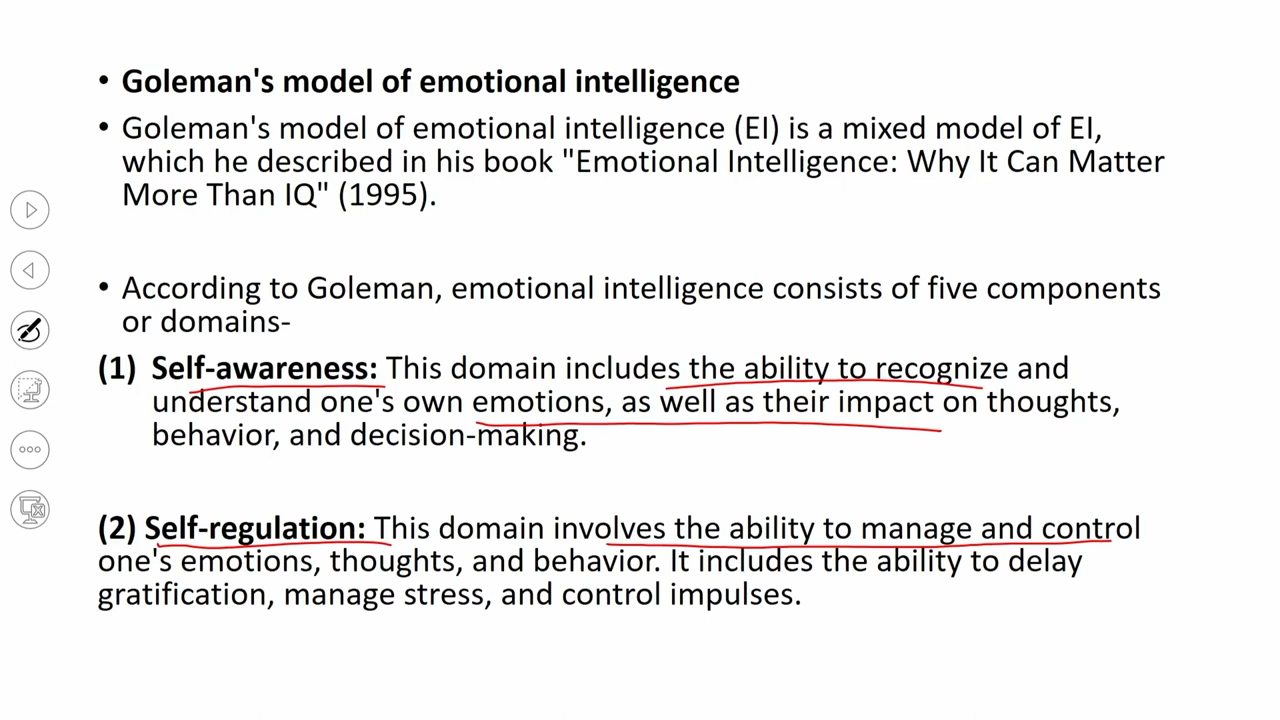 • Goleman's model of emotional intelligence
• Goleman's model of emotional intelligence (EI) is a mixed model of EI,
which he described in his book "Emotional Intelligence: Why It Can Matter
More Than IQ" (1995).
• According to Goleman, emotional intelligence consists of five components
or domains-
(1) Self-awareness: This domain includes the ability to recognize and
understand one's own emotions, as well as their impact on thoughts,
behavior, and decision-making.
(2) Self-regulation: This domain involves the ability to manage and control
one's emotions, thoughts, and behavior. It includes the ability to delay
gratification, manage stress, and control impulses.